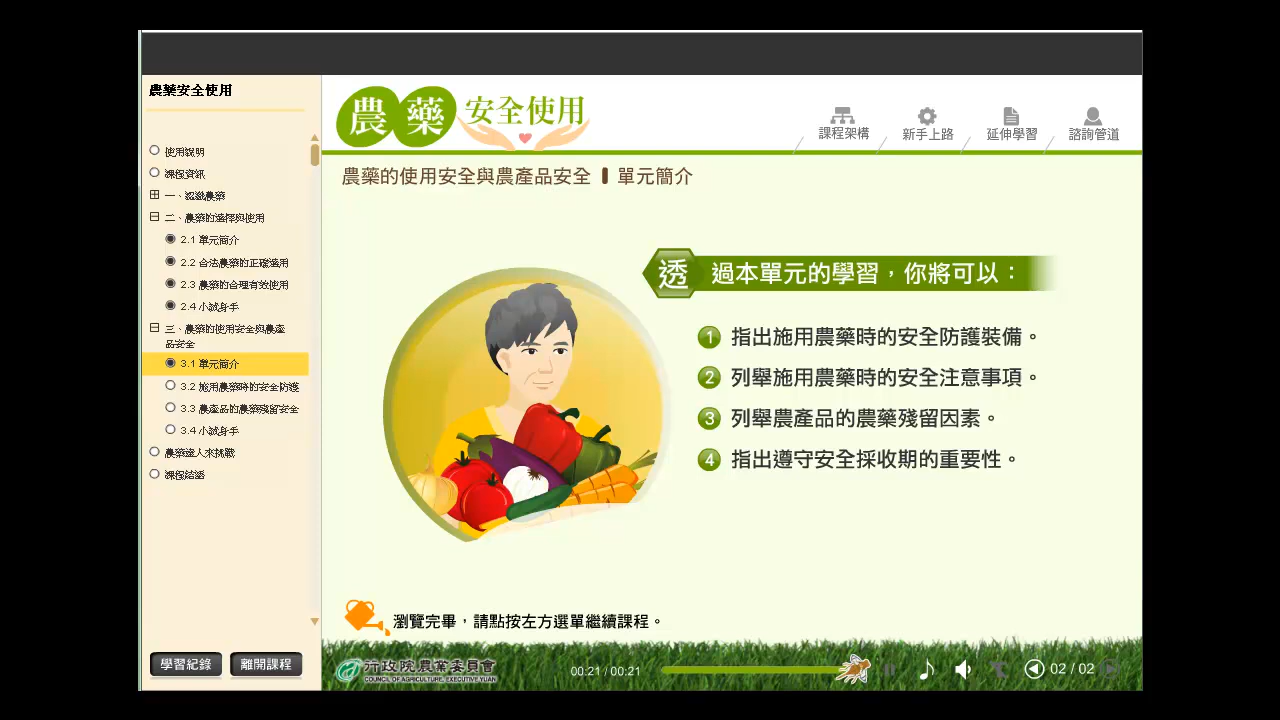 農藥安全使用
使用說明
課程資訊
一、認識農藥
二、農藥的選擇與使用
2.1 單元簡介
2.2 合法農藥的正確選用
2.3 農藥的合理有效使用
2.4 小試身手
三、農藥的使用安全與農產
品安全
3.1 單元簡介
3.2 施用農藥時的安全防護
3.3 農產品的農藥殘留安全
3.4 小試身手
農藥達人來挑戰
課程結語
學習紀錄
離開課程
農藥 安全使用
課程架構
新手上路
延伸學習
諮詢管道
農藥的使用安全與農產品安全 ▍單元簡介
透過本單元的學習,你將可以:
1 指出施用農藥時的安全防護裝備。
2 列舉施用農藥時的安全注意事項。
3 列舉農產品的農藥殘留因素。
4 指出遵守安全採收期的重要性。
瀏覽完畢,請點按左方選單繼續課程。
行政院農業委員會
COUNCIL OF AGRICULTURE, EXECUTIVE YUAN
00:21 / 00:21
02 / 02